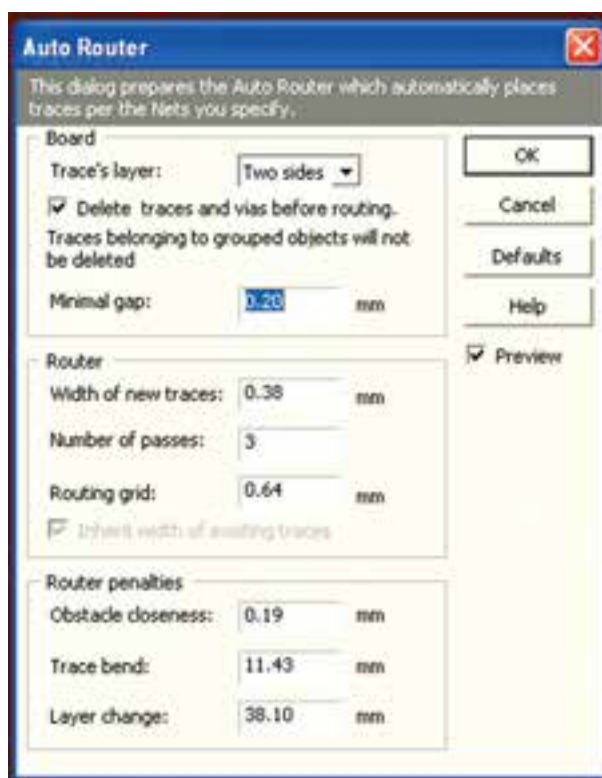 Auto Router
This dialog prepares the Auto Router which automatically places
traces per the Nets you specify.
Board
Trace's layer: Two sides
Delete traces and vias before routing.
Traces belonging to grouped objects will not
be deleted
Minimal gap: 0.20 mm
OK
Cancel
Defaults
Help
Preview
Router
Width of new traces: 0.38 mm
Number of passes: 3
Routing grid: 0.64 mm
Inherit width of existing traces
Router penalties
Obstacle closeness: 0.19 mm
Trace bend: 11.43 mm
Layer change: 38.10 mm